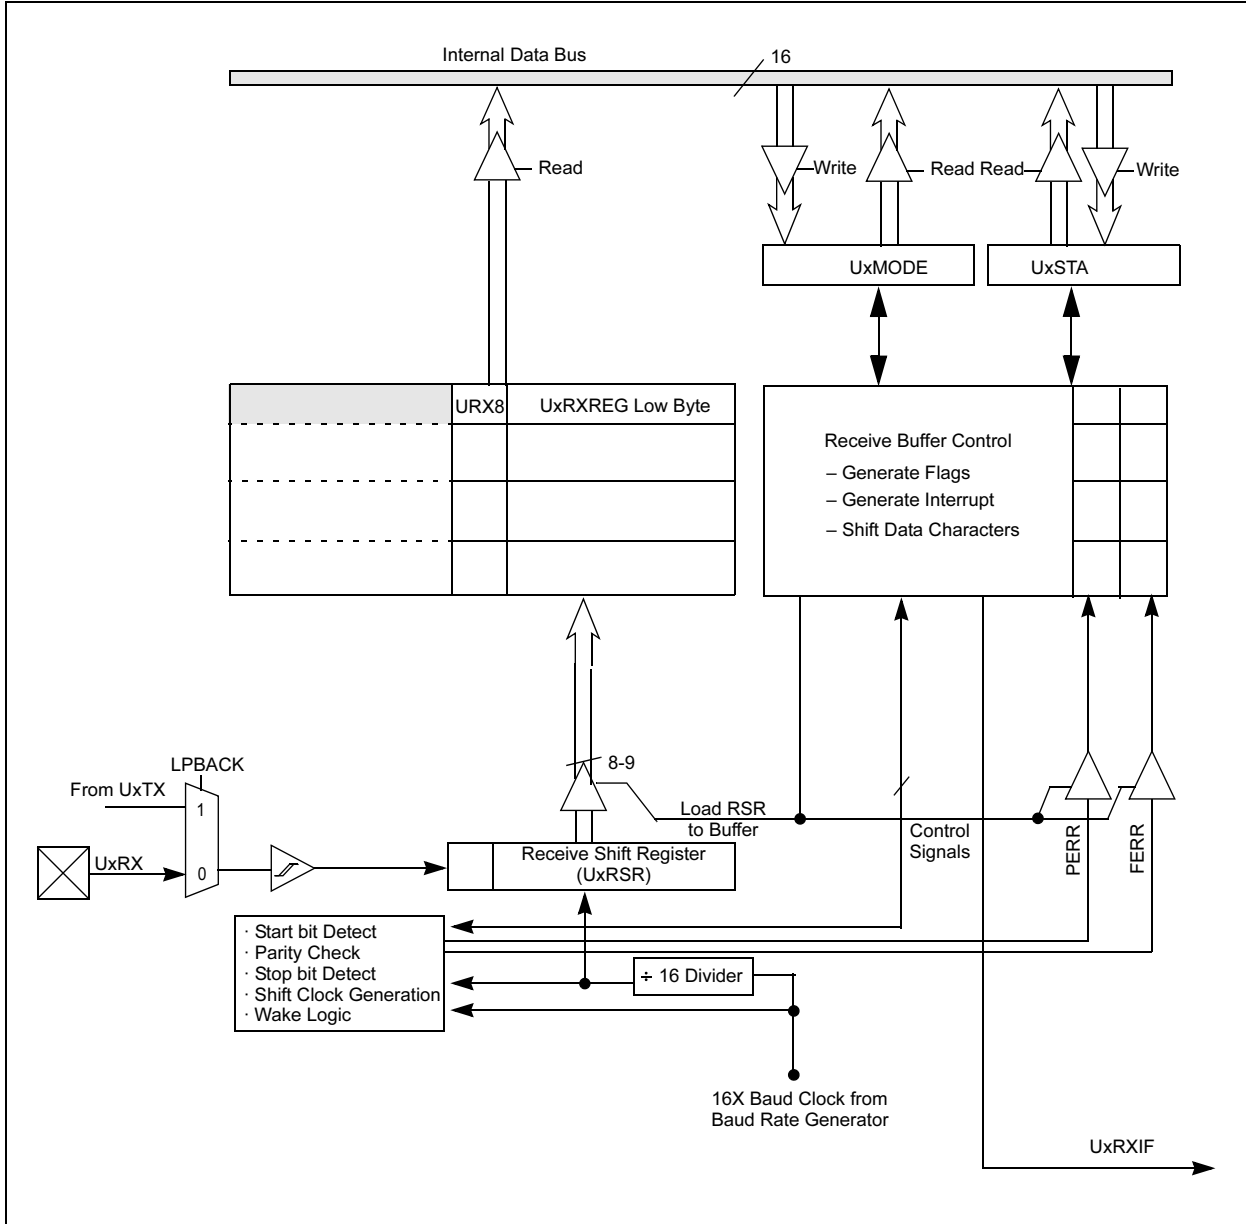 Internal Data Bus
16
Read
Write
Read Read
Write
UxMODE
UxSTA
URX8
UxRXREG Low Byte
Receive Buffer Control
– Generate Flags
– Generate Interrupt
– Shift Data Characters
LPBACK
8-9
From UxTX
1
Load RSR
to Buffer
Control
Signals
PERR
FERR
UxRX
0
Receive Shift Register
(UxRSR)
· Start bit Detect
· Parity Check
· Stop bit Detect
· Shift Clock Generation
· Wake Logic
÷ 16 Divider
16X Baud Clock from
Baud Rate Generator
UxRXIF